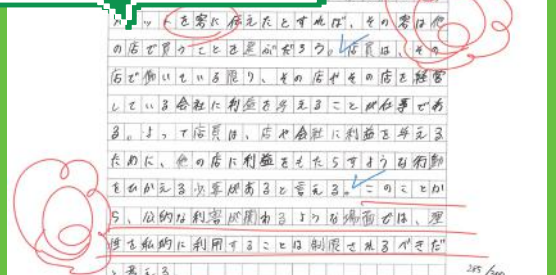 ットを客に伝えたとすれば、その客は他
の店で買うことを選ぶだろう。店員は、その
店で働いている限り、その店やその店を経営
している会社に利益を与えることが仕事であ
る。よって店員は、店や会社に利益を与える
ために、他の店に利益をもたらすような行動
をひかえる必要があると言える。このことか
ら、公的な利害が関わるような場面では、理
性を私的に利用することは制限されるべきだ
と言える
285/300